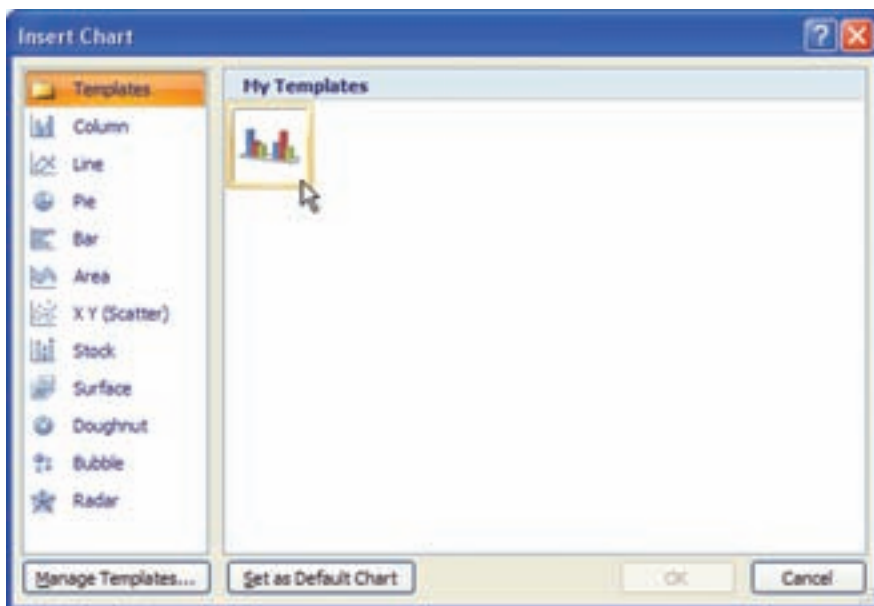 Insert Chart
Templates
Column
Line
Pie
Bar
Area
X Y (Scatter)
Stock
Surface
Doughnut
Bubble
Radar
My Templates
Manage Templates...
Set as Default Chart
OK
Cancel